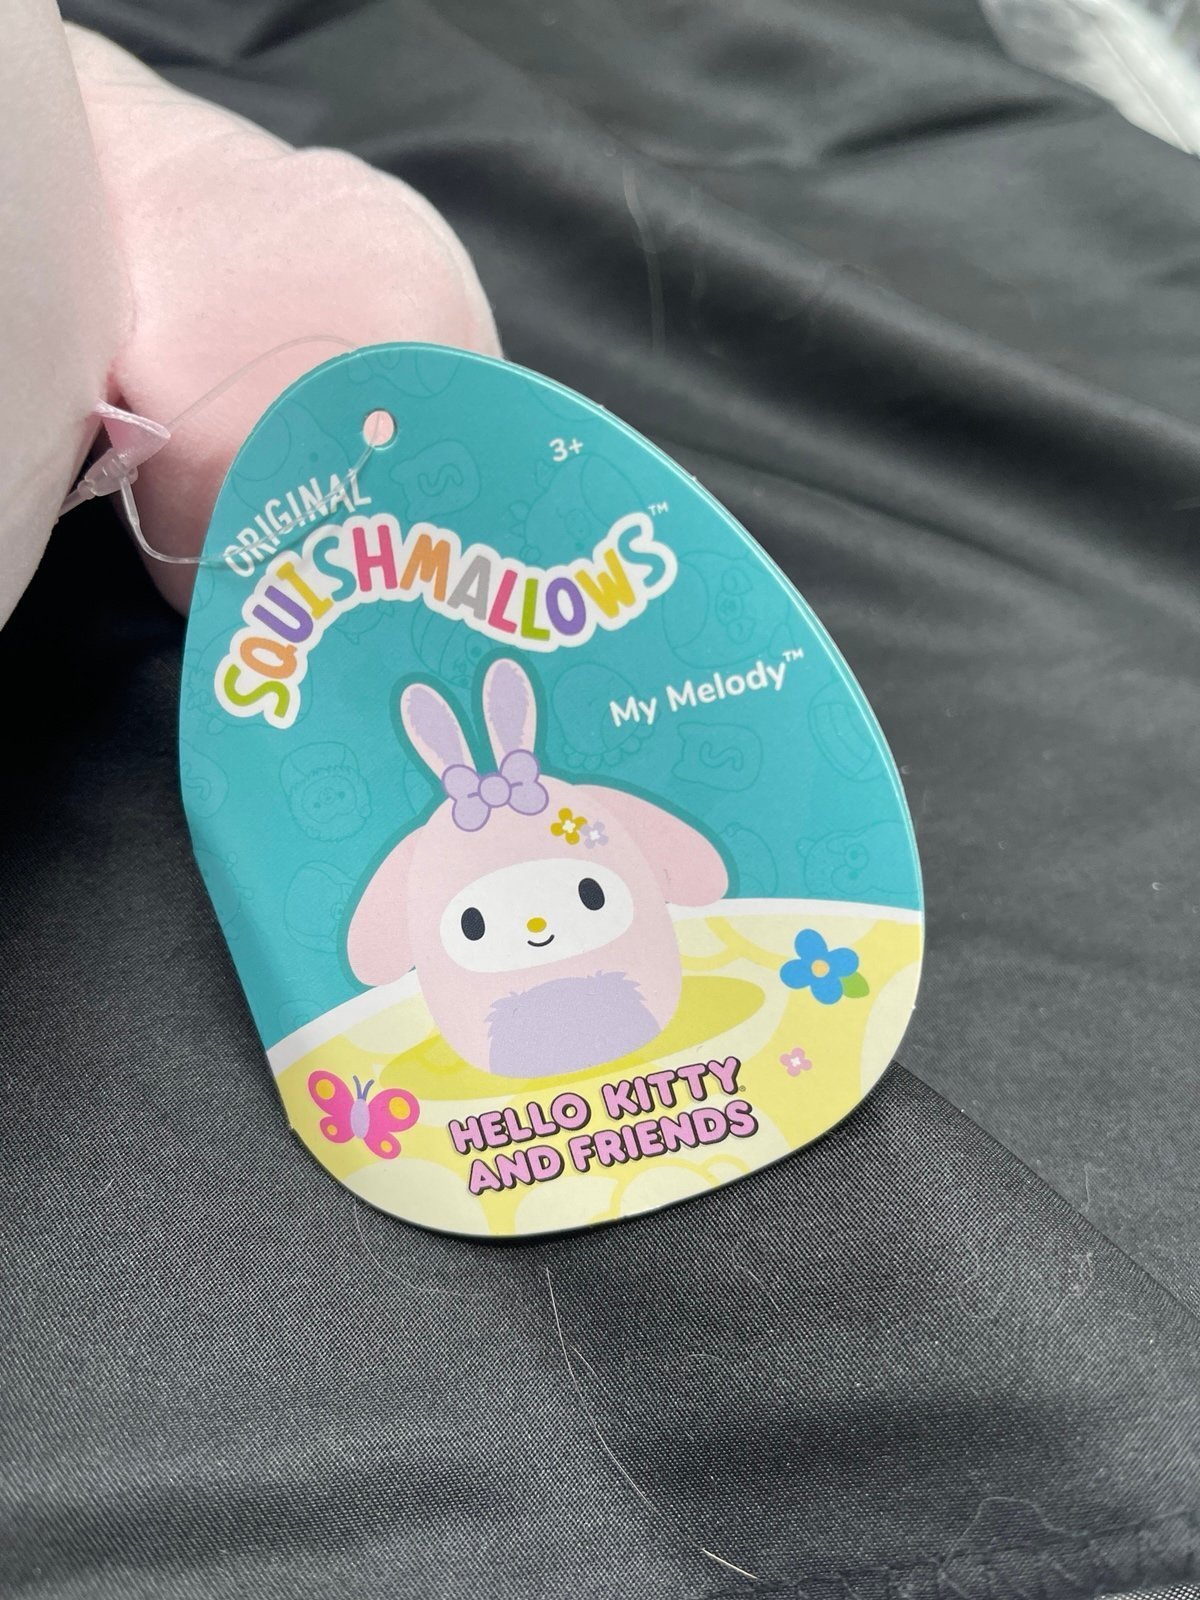 3+
ORIGINAL
SQUISHMALLOWS™
My Melody™
HELLO KITTY®
AND FRIENDS